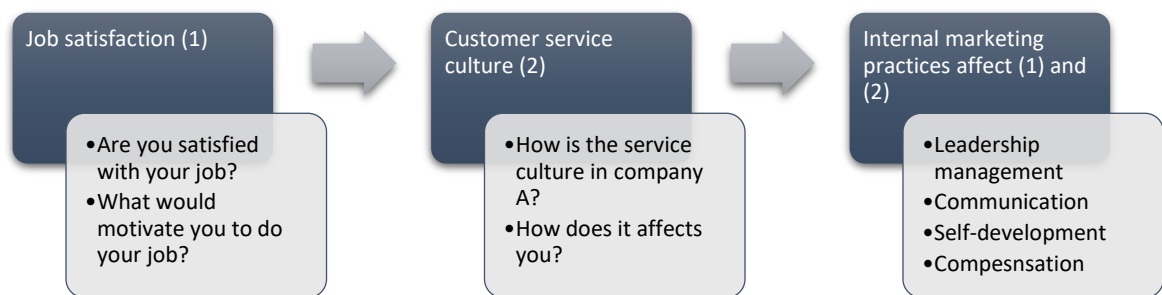 Job satisfaction (1)
•Are you satisfied
with your job?
•What would
motivate you to do
your job?
Customer service
culture (2)
•How is the service
culture in company
A?
•How does it affects
you?
Internal marketing
practices affect (1) and
(2)
•Leadership
management
•Communication
•Self-development
•Compesnsation